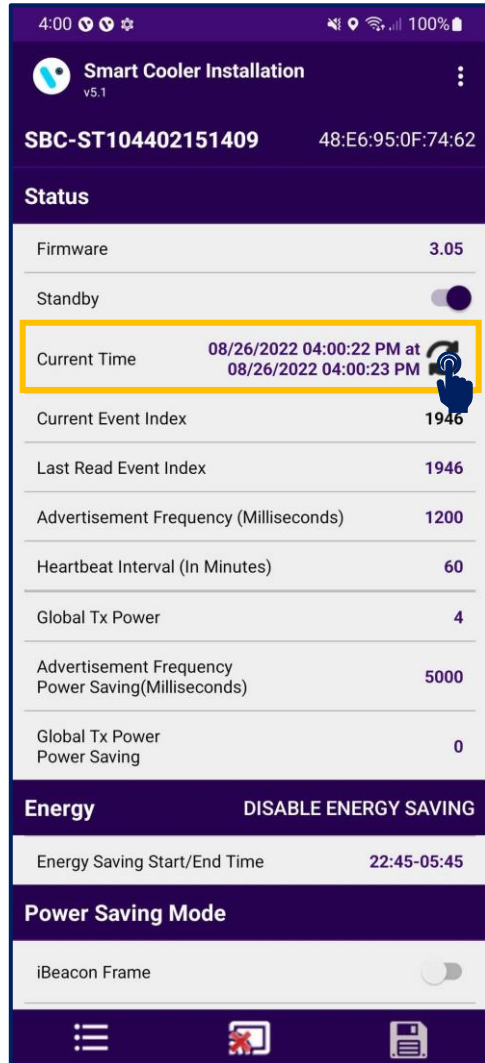 4:00 100%
Smart Cooler Installation
v5.1
SBC-ST104402151409 48:E6:95:0F:74:62
Status
Firmware 3.05
Standby
Current Time 08/26/2022 04:00:22 PM at
08/26/2022 04:00:23 PM
Current Event Index 1946
Last Read Event Index 1946
Advertisement Frequency (Milliseconds) 1200
Heartbeat Interval (In Minutes) 60
Global Tx Power 4
Advertisement Frequency
Power Saving(Milliseconds) 5000
Global Tx Power
Power Saving 0
Energy DISABLE ENERGY SAVING
Energy Saving Start/End Time 22:45-05:45
Power Saving Mode
iBeacon Frame